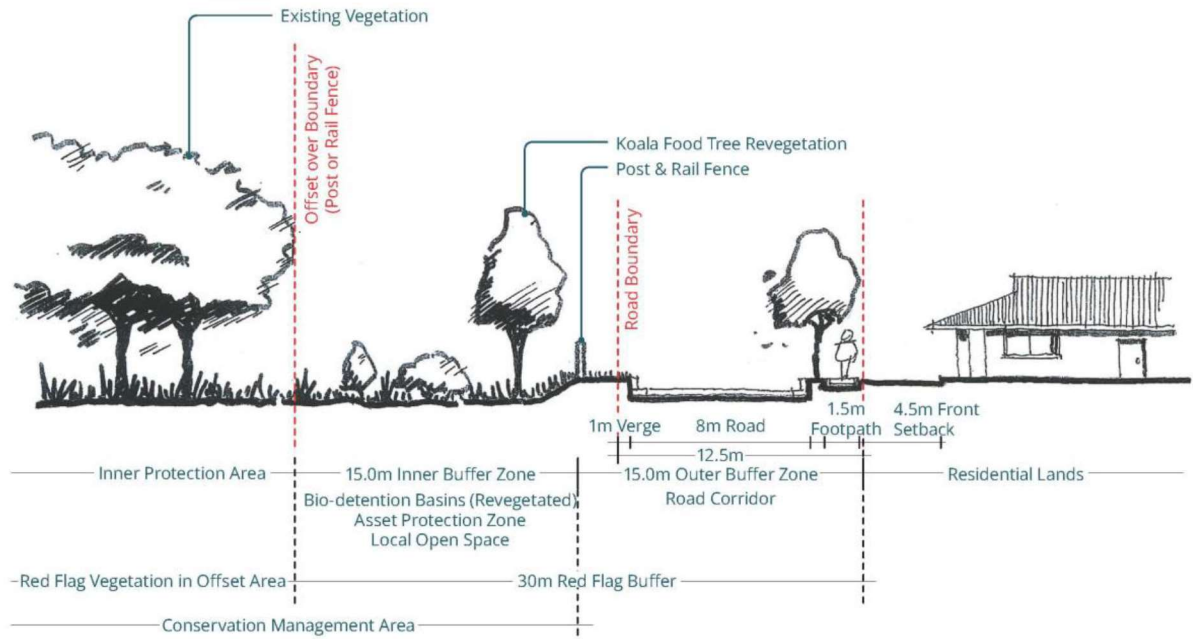 Existing Vegetation
Offset over Boundary
(Post or Rail Fence)
Koala Food Tree Revegetation
Post & Rail Fence
Road Boundary
1m Verge
8m Road
1.5m
Footpath
4.5m Front
Setback
12.5m
Inner Protection Area
15.0m Inner Buffer Zone
15.0m Outer Buffer Zone
Residential Lands
Bio-detention Basins (Revegetated)
Asset Protection Zone
Local Open Space
Road Corridor
Red Flag Vegetation in Offset Area
30m Red Flag Buffer
Conservation Management Area